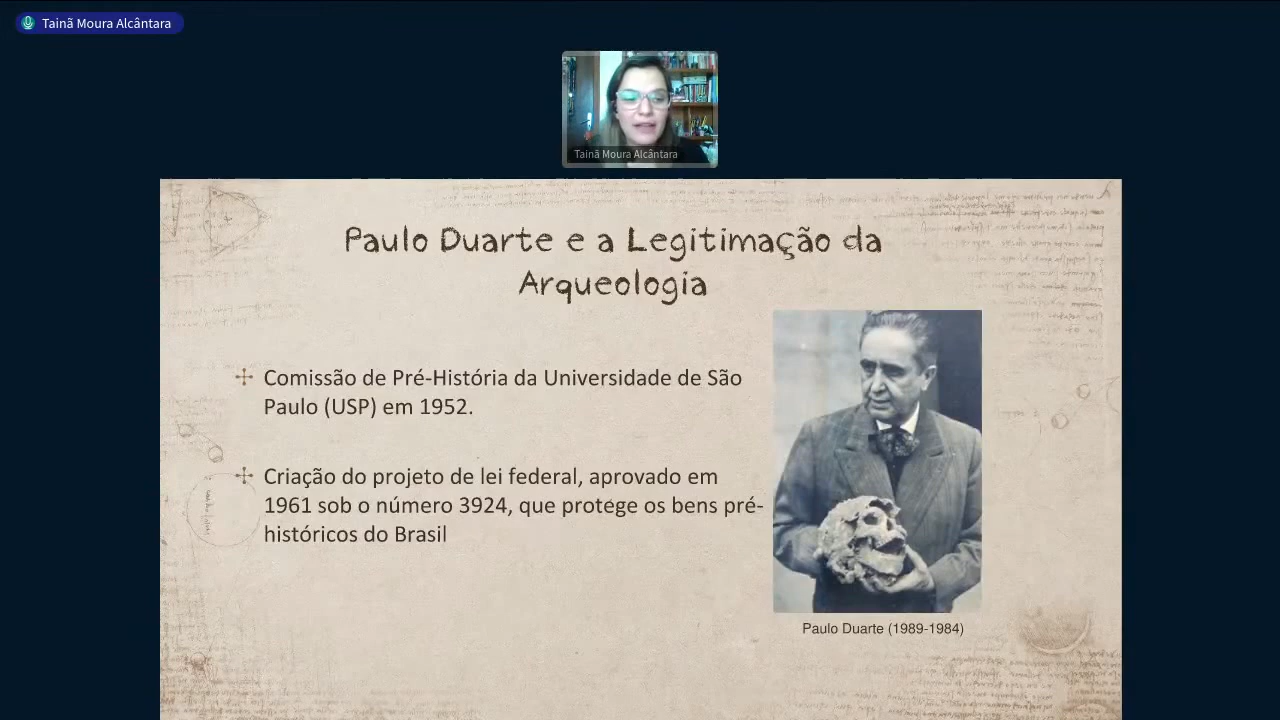 Tainã Moura Alcântara
Tainã Moura Alcântara
Paulo Duarte e a Legitimação da
Arqueologia
Comissão de Pré-História da Universidade de São
Paulo (USP) em 1952.
Criação do projeto de lei federal, aprovado em
1961 sob o número 3924, que protege os bens pré-
históricos do Brasil
Paulo Duarte (1989-1984)